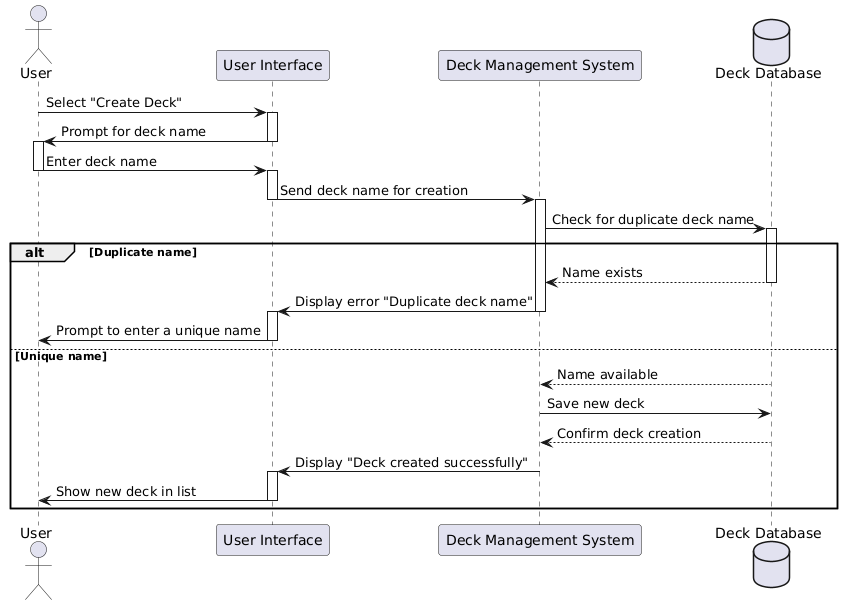 User
User Interface
Deck Management System
Deck Database
Select "Create Deck"
Prompt for deck name
Enter deck name
Send deck name for creation
Check for duplicate deck name
alt
[Duplicate name]
Name exists
Display error "Duplicate deck name"
Prompt to enter a unique name
[Unique name]
Name available
Save new deck
Confirm deck creation
Display "Deck created successfully"
Show new deck in list
User
User Interface
Deck Management System
Deck Database